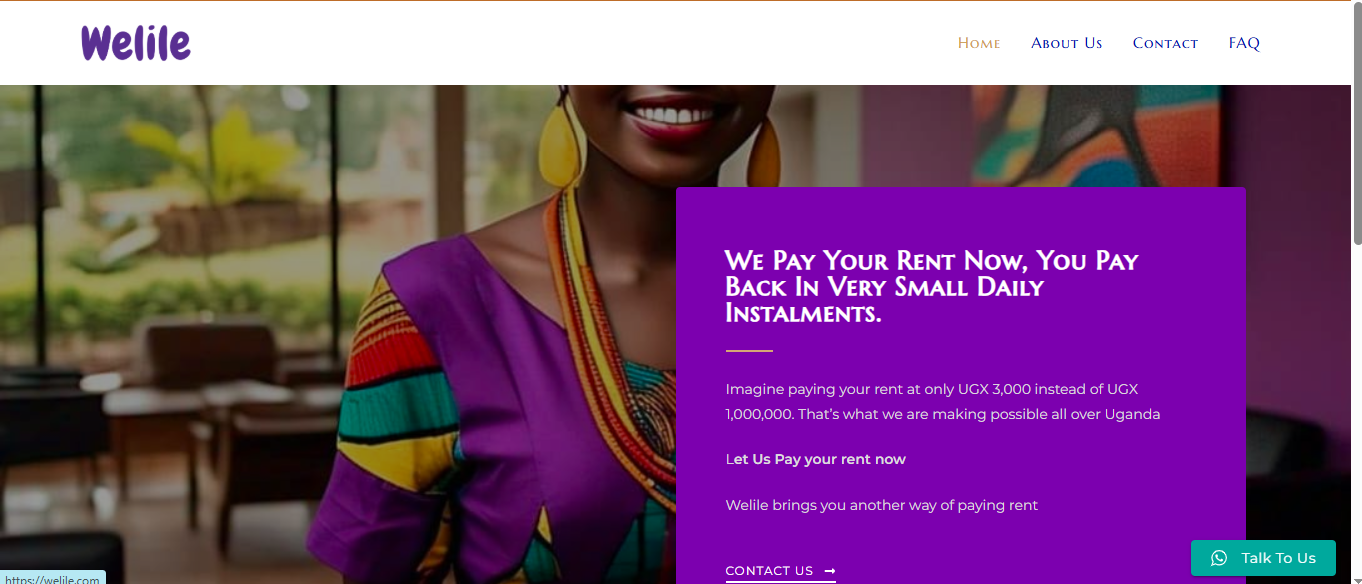 Welile
Home About Us Contact FAQ
We Pay Your Rent Now, You Pay
Back In Very Small Daily
Instalments.
Imagine paying your rent at only UGX 3,000 instead of UGX
1,000,000. That's what we are making possible all over Uganda
Let Us Pay your rent now
Welile brings you another way of paying rent
CONTACT US →
Talk To Us
https://welile.com